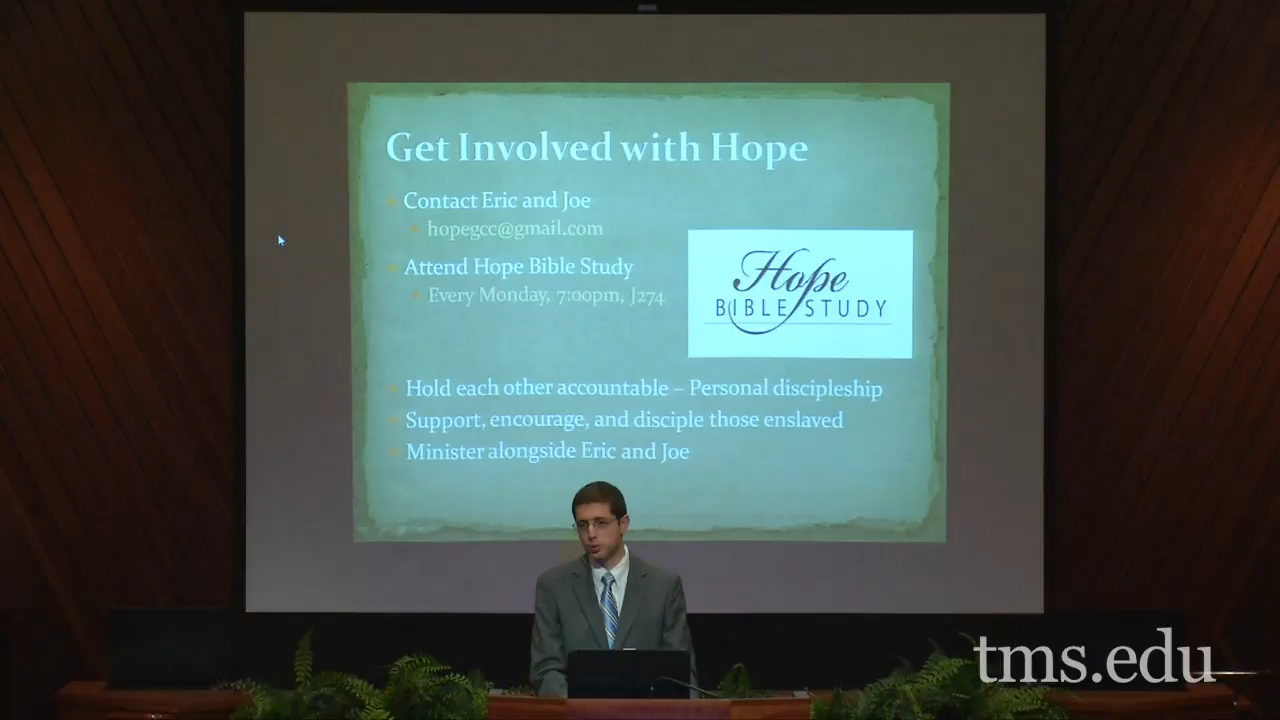 Get Involved with Hope
Contact Eric and Joe
hopegcc@gmail.com
Attend Hope Bible Study
Every Monday, 7:00pm, J274
Hope
BIBLE STUDY
Hold each other accountable – Personal discipleship
Support, encourage, and disciple those enslaved
Minister alongside Eric and Joe
tms.edu